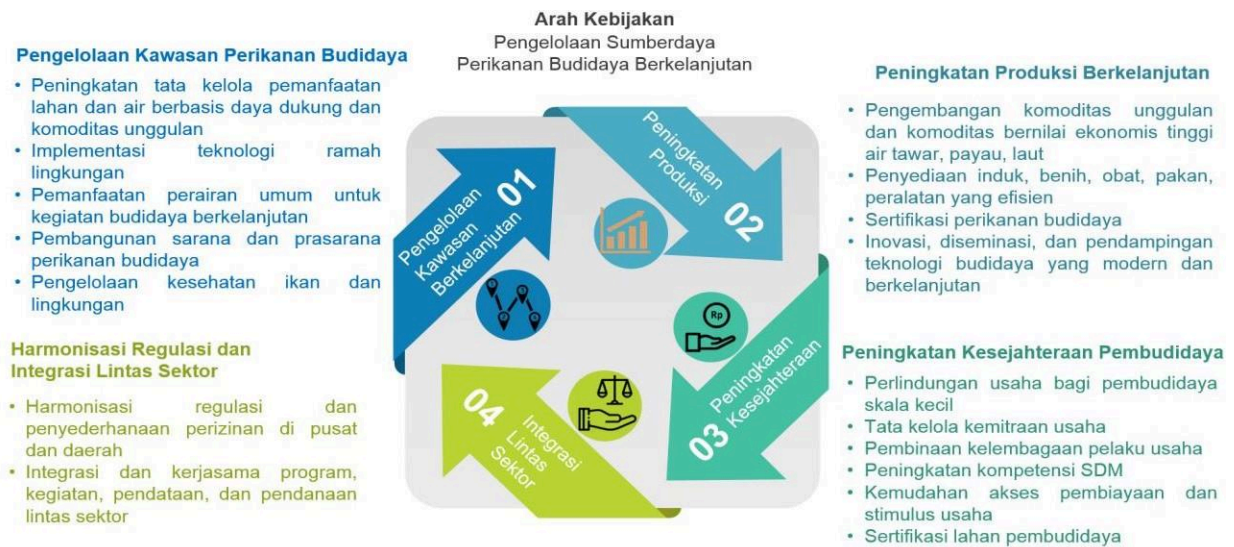 Arah Kebijakan
Pengelolaan Sumberdaya
Perikanan Budidaya Berkelanjutan
Pengelolaan Kawasan Perikanan Budidaya
• Peningkatan tata kelola pemanfaatan
lahan dan air berbasis daya dukung dan
komoditas unggulan
• Implementasi teknologi ramah
lingkungan
• Pemanfaatan perairan umum untuk
kegiatan budidaya berkelanjutan
• Pembangunan sarana dan prasarana
perikanan budidaya
• Pengelolaan kesehatan ikan dan
lingkungan
01
Pengelolaan
Kawasan
Berkelanjutan
Peningkatan
Produksi
02
Peningkatan Produksi Berkelanjutan
• Pengembangan komoditas unggulan
dan komoditas bernilai ekonomis tinggi
air tawar, payau, laut
• Penyediaan induk, benih, obat, pakan,
peralatan yang efisien
• Sertifikasi perikanan budidaya
• Inovasi, diseminasi, dan pendampingan
teknologi budidaya yang modern dan
berkelanjutan
Rp
Peningkatan
Kesejahteraan
03
Peningkatan Kesejahteraan Pembudidaya
• Perlindungan usaha bagi pembudidaya
skala kecil
• Tata kelola kemitraan usaha
• Pembinaan kelembagaan pelaku usaha
• Peningkatan kompetensi SDM
• Kemudahan akses pembiayaan dan
stimulus usaha
• Sertifikasi lahan pembudidaya
04
Integrasi
Lintas
Sektor
Harmonisasi Regulasi dan
Integrasi Lintas Sektor
• Harmonisasi regulasi dan
penyederhanaan perizinan di pusat
dan daerah
• Integrasi dan kerjasama program,
kegiatan, pendataan, dan pendanaan
lintas sektor